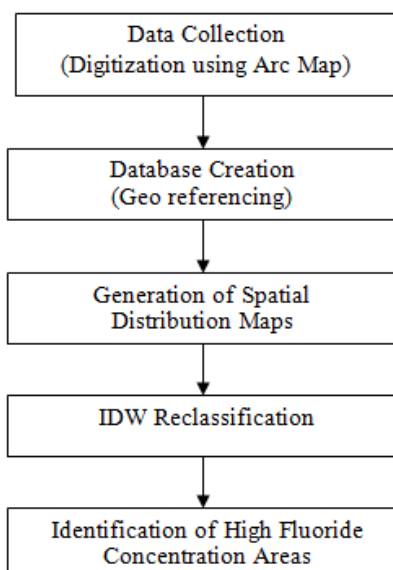 Data Collection
(Digitization using Arc Map)
Database Creation
(Geo referencing)
Generation of Spatial
Distribution Maps
IDW Reclassification
Identification of High Fluoride
Concentration Areas